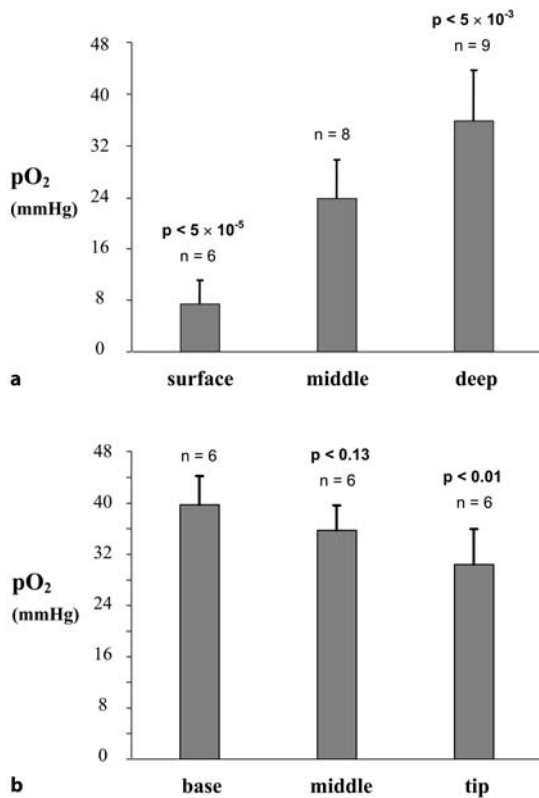 p < 5 × 10-3
n = 9
n = 8
p < 5 × 10-5
n = 6
pO2
(mmHg)
48
40
32
24
16
8
0
a
surface middle deep
n = 6
p < 0.13
n = 6
p < 0.01
n = 6
pO2
(mmHg)
48
40
32
24
16
8
0
b
base middle tip